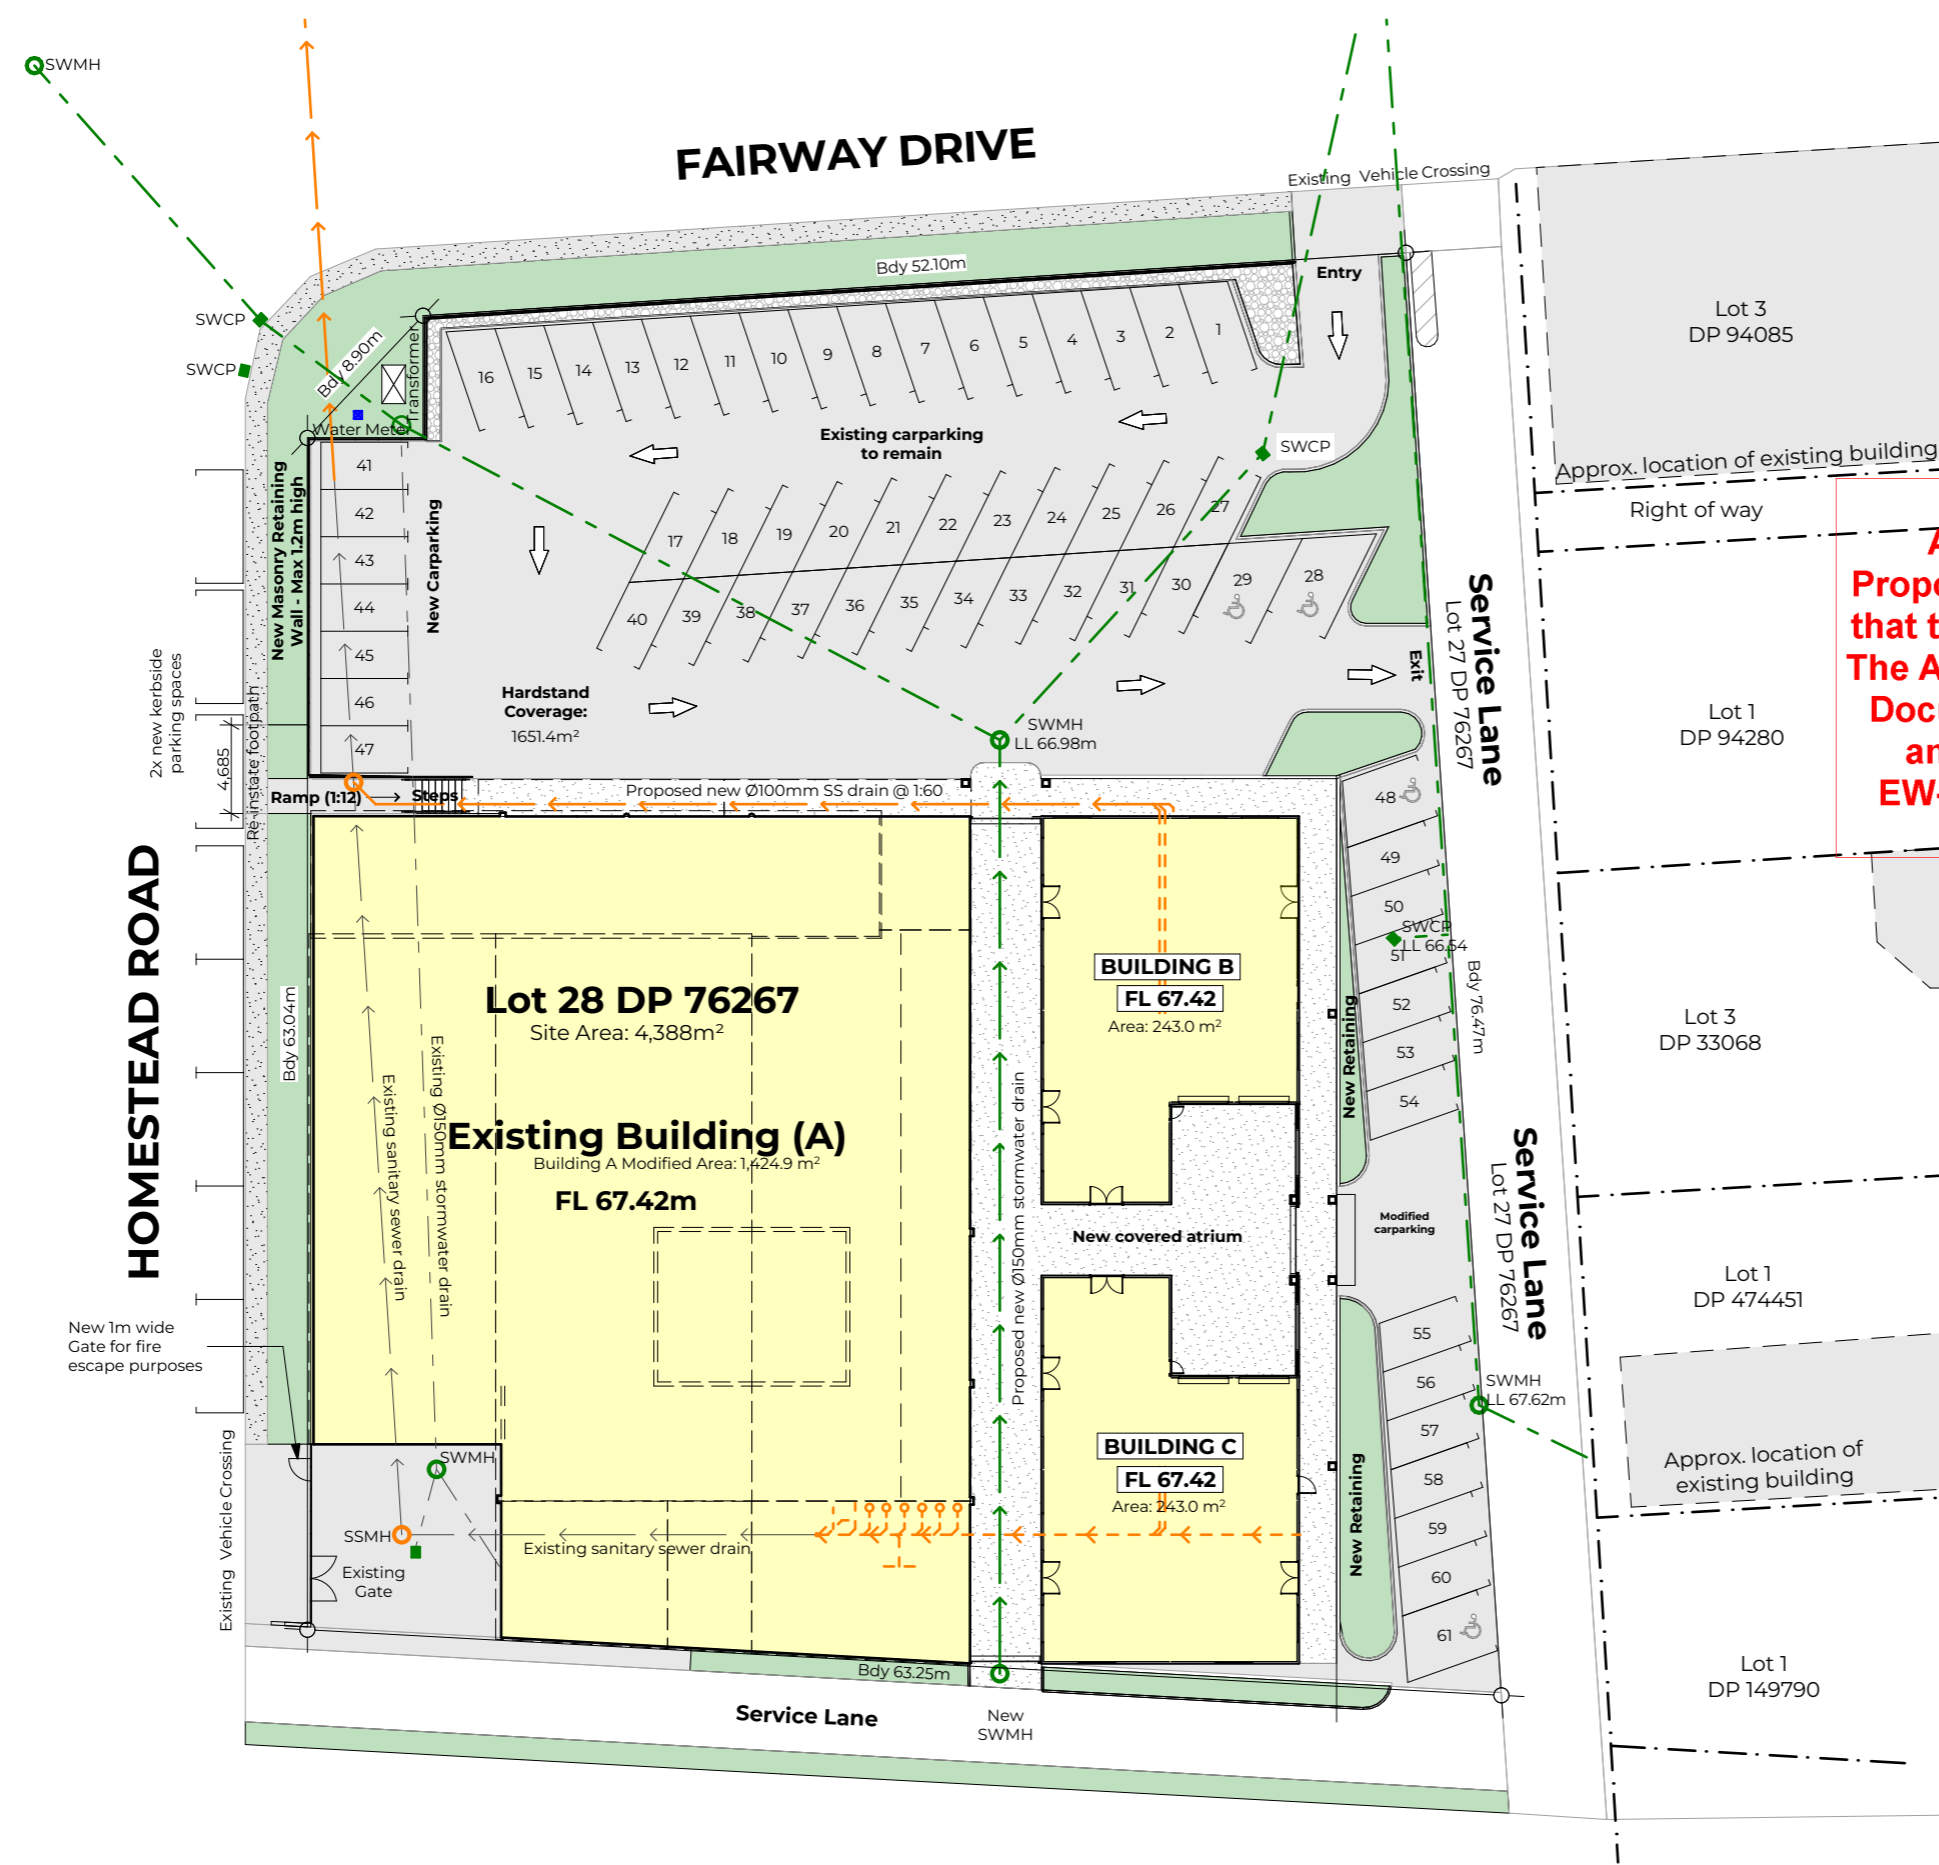 SWMH
FAIRWAY DRIVE
Existing Vehicle Crossing
Bdy 52.10m
Entry
SWCP
SWCP
Bdy 8.90m
Transformer
Water Meter
16
15
14
13
12
11
10
9
8
7
6
5
4
3
2
1
Existing carparking
to remain
SWCP
Lot 3
DP 94085
Approx. location of existing building
Right of way
New Masonry Retaining
Wall - Max 1.2m high
41
42
43
44
45
46
47
New Carparking
17
18
19
20
21
22
23
24
25
26
27
40
39
38
37
36
35
34
33
32
31
30
29
28
Service Lane
Lot 27 DP 76267
Exit
Prope
that t
The A
Docu
an
EW-
Lot 1
DP 94280
2x new kerbside
parking spaces
4,685
Re-instate footpath
Hardstand
Coverage:
1651.4m²
SWMH
LL 66.98m
Ramp (1:12)
Steps
Proposed new Ø100mm SS drain @ 1:60
HOMESTEAD ROAD
Bdy 63.04m
48
49
50
SWCP
LL 66.54
51
52
53
54
Bdy 76.47m
Lot 28 DP 76267
Site Area: 4,388m²
BUILDING B
FL 67.42
Area: 243.0 m²
New Retaining
Lot 3
DP 33068
Existing sanitary sewer drain
Existing Ø150mm stormwater drain
Existing Building (A)
Building A Modified Area: 1,424.9 m²
FL 67.42m
Proposed new Ø150mm stormwater drain
New covered atrium
Modified
carparking
Service Lane
Lot 27 DP 76267
Lot 1
DP 474451
New 1m wide
Gate for fire
escape purposes
55
56
57
58
59
60
61
SWMH
LL 67.62m
Approx. location of
existing building
BUILDING C
FL 67.42
Area: 243.0 m²
New Retaining
Existing Vehicle Crossing
SWMH
SSMH
Existing
Gate
Existing sanitary sewer drain
Bdy 63.25m
Service Lane
New
SWMH
Lot 1
DP 149790